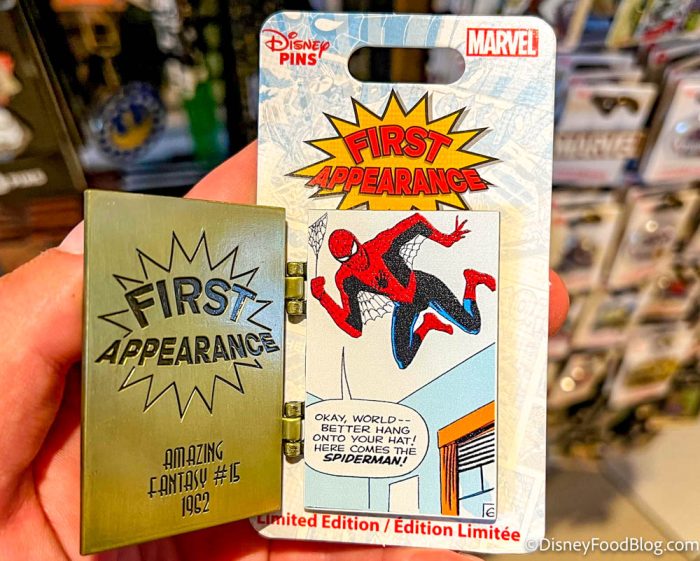 Disney
PINS
MARVEL
FIRST
APPEARANCE
FIRST
APPEARANCE
AMAZING
FANTASY #15
1962
OKAY, WORLD--
BETTER HANG
ONTO YOUR HAT!
HERE COMES THE
SPIDERMAN!
Limited Edition / Édition Limitée
MARVEL
©DisneyFoodBlog.com